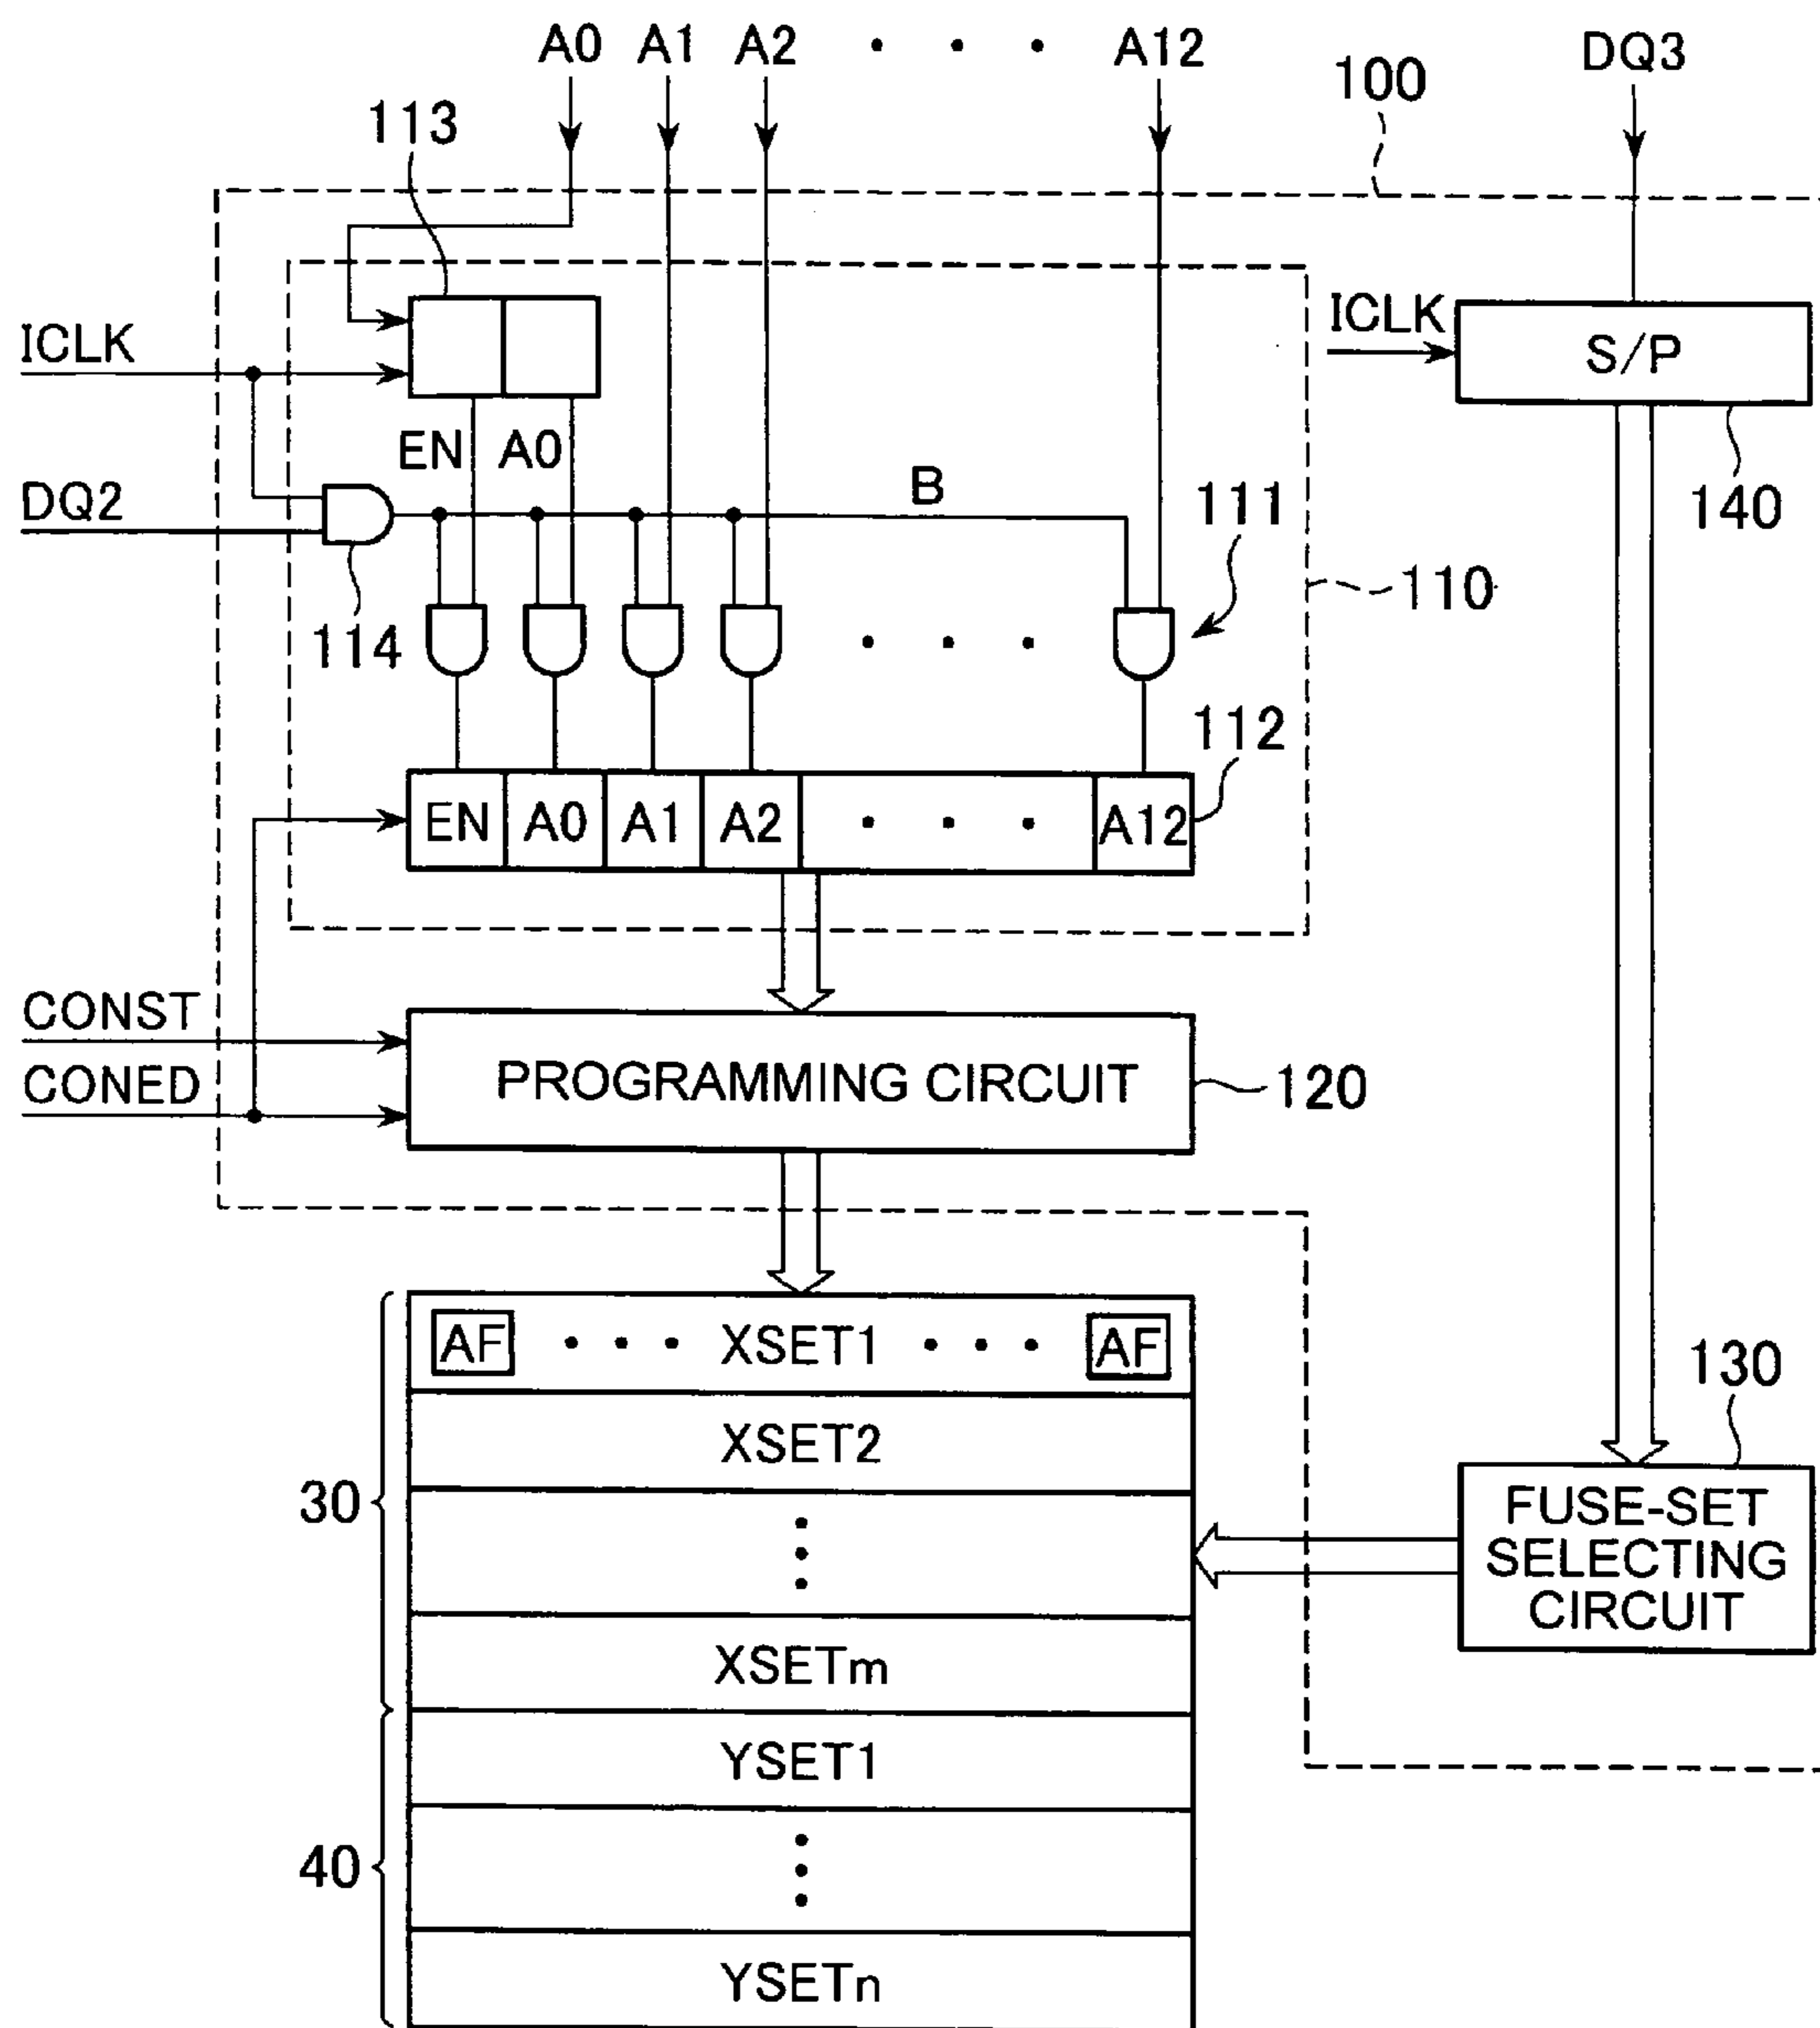 A0 A1 A2 · · · A12 DQ3
100
113
ICLK
ICLK
S/P
EN A0
DQ2
B
111
140
110
114
112
EN A0 A1 A2 · · · A12
CONST
PROGRAMMING CIRCUIT
120
CONED
AF · · · XSET1 · · · AF
130
XSET2
30
FUSE-SET
SELECTING
CIRCUIT
XSETm
YSET1
40
YSETn